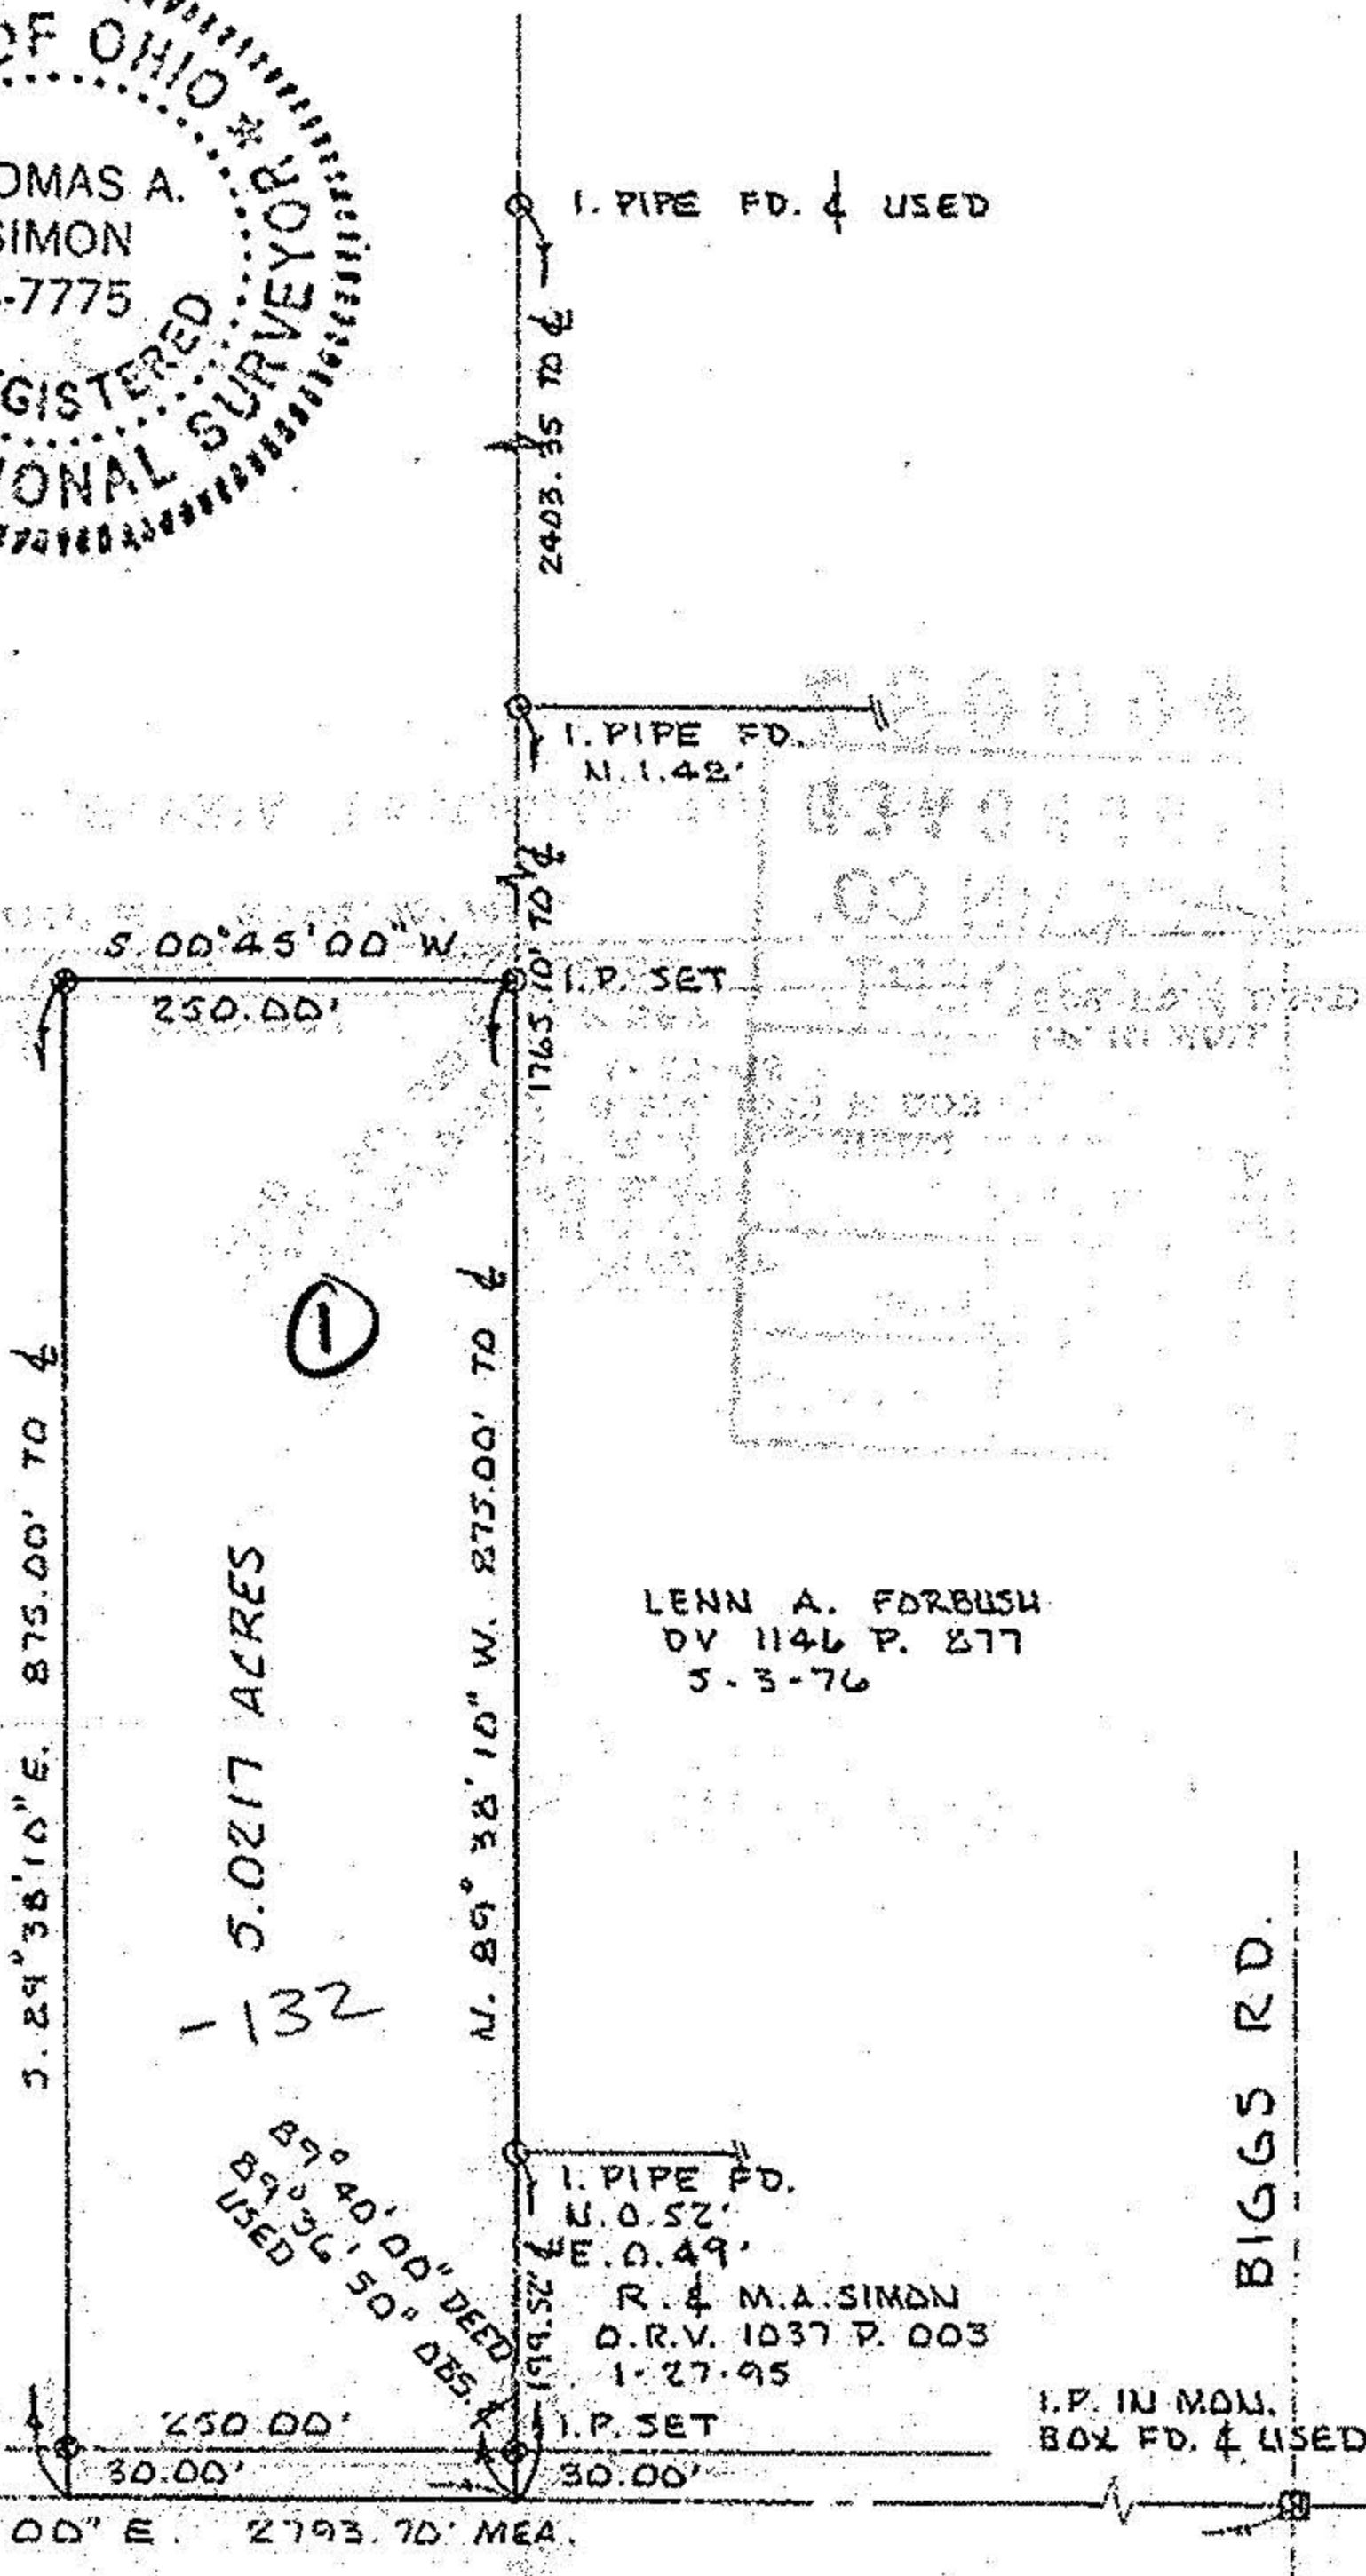 OF OHIO *
OMAS A.
SIMON
-7775
GISTERED
IONAL SURVEYOR
I. PIPE FD. & USED
2403.35 TO ℄
I. PIPE FD.
N. 1.42'
S. 00°45'00" W.
250.00'
I.P. SET
1765.10' TO ℄
1
S. 89°38'10" E. 875.00' TO ℄
5.0217 ACRES
N. 89° 38' 10" W. 875.00' TO ℄
LENN A. FORBUSH
DV 1146 P. 877
5-3-76
-132
BIGGS RD.
89° 40' 00" DEED
89° 36' 50" OBS.
USED
I. PIPE FD.
N. 0.52'
E. 0.49'
199.52' ℄
R. & M.A. SIMON
O.R.V. 1037 P. 003
1-27-95
I.P. IN MON.
BOX FD. & USED
250.00'
I.P. SET
30.00'
30.00'
00" E. 2793.70' MEA.